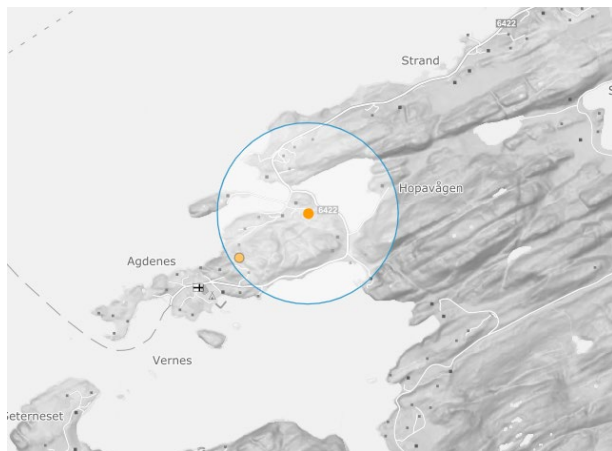 6422
Strand
S
Hopavågen
6422
Agdenes
Vernes
Seterneset